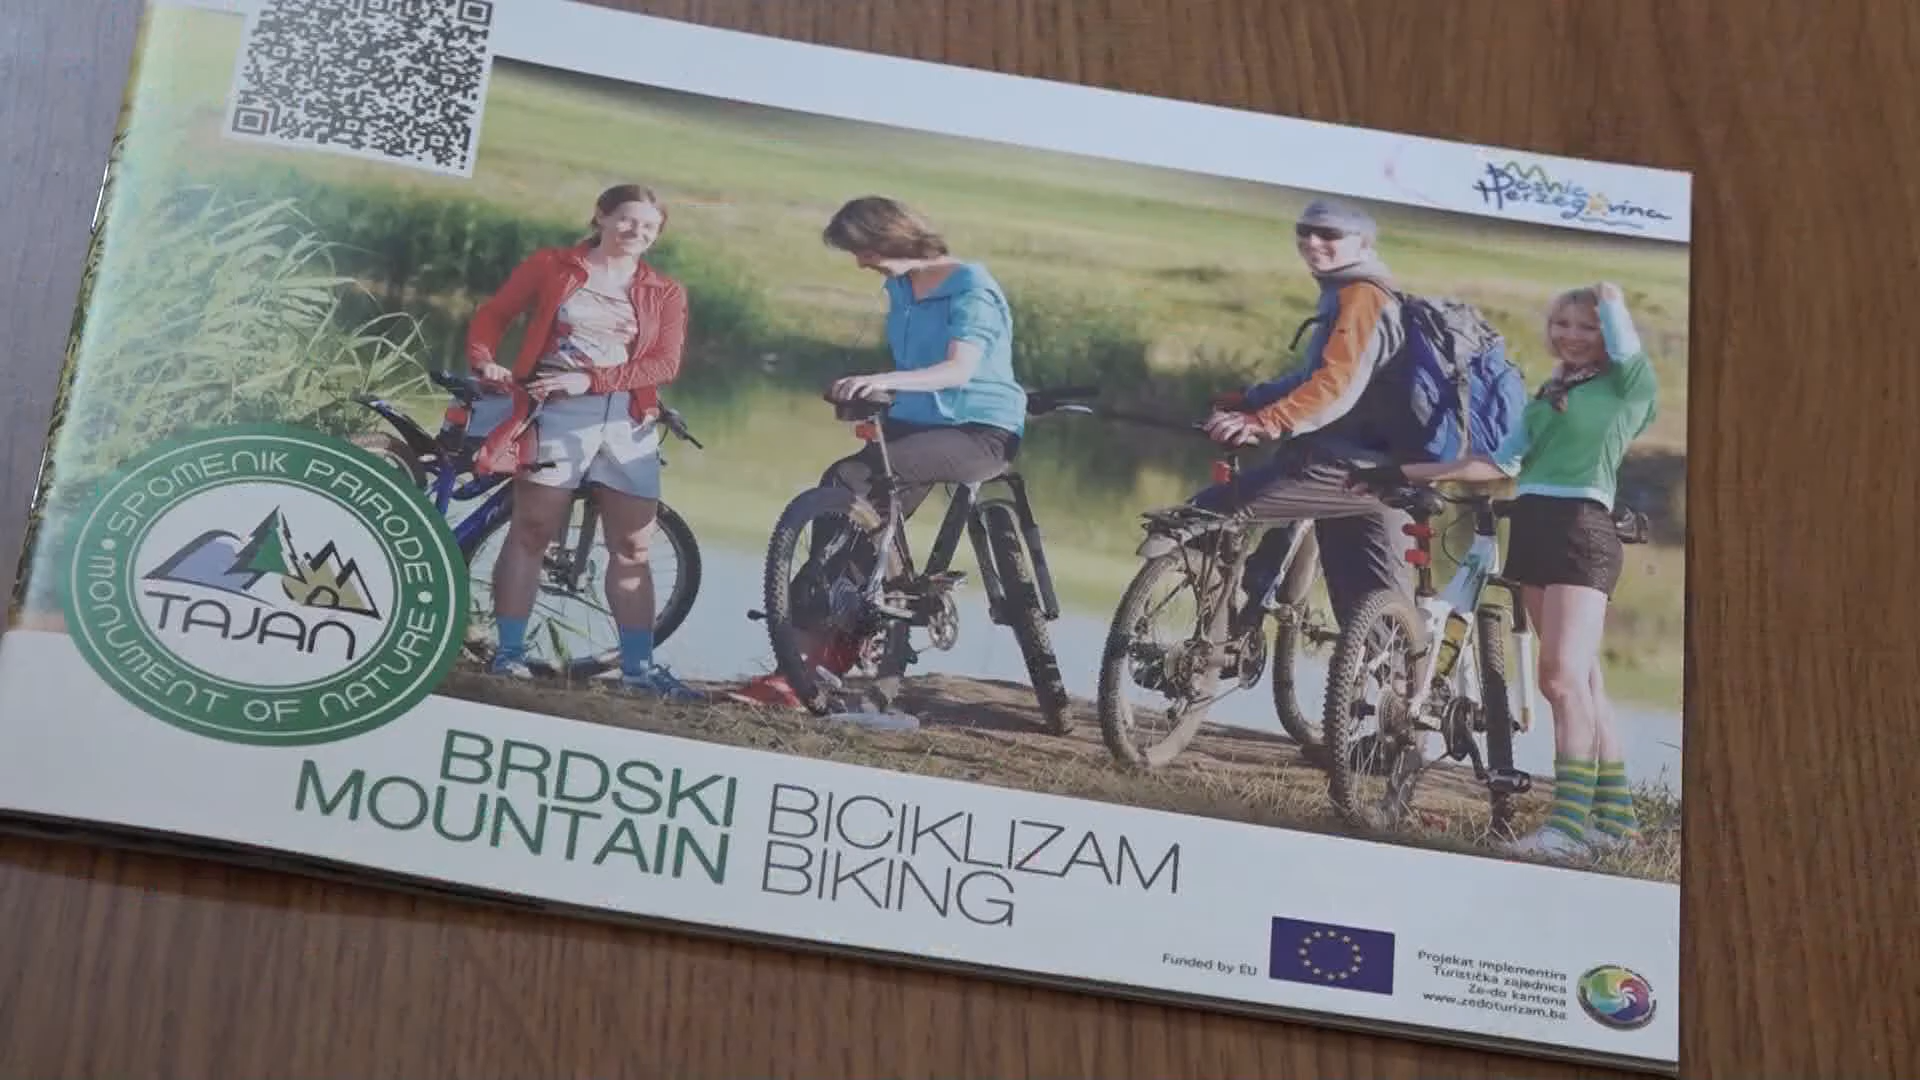 Bosnia
Herzegovina
SPOMENIK PRIRODE
TAJAN
MONUMENT OF NATURE
BRDSKI BICIKLIZAM
MOUNTAIN BIKING
Funded by EU
Projekat implementira
Turistička zajednica
Ze-do kantona
www.zedoturizam.ba